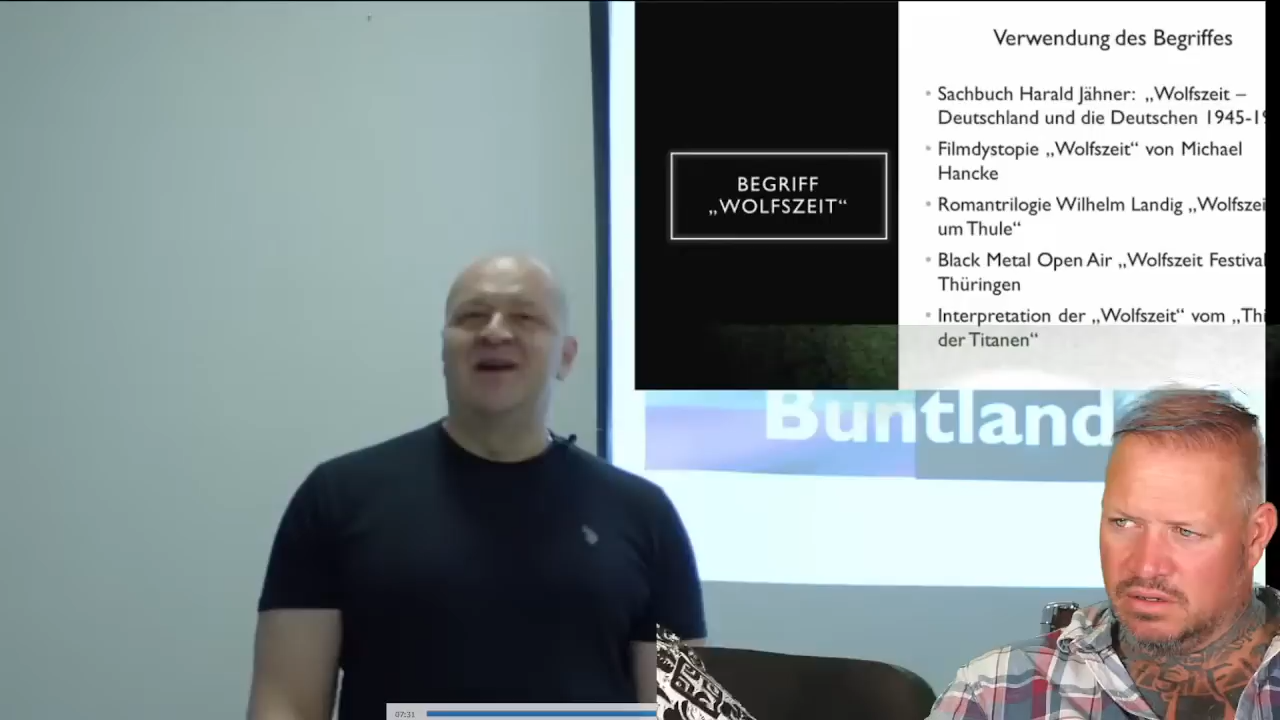 Verwendung des Begriffes
BEGRIFF
„WOLFSZEIT“
Sachbuch Harald Jähner: „Wolfszeit –
Deutschland und die Deutschen 1945-1
Filmdystopie „Wolfszeit“ von Michael
Hancke
Romantrilogie Wilhelm Landig „Wolfszei
um Thule“
Black Metal Open Air „Wolfszeit Festival
Thüringen
Interpretation der „Wolfszeit“ vom „Thi
der Titanen“
Buntland
07:31